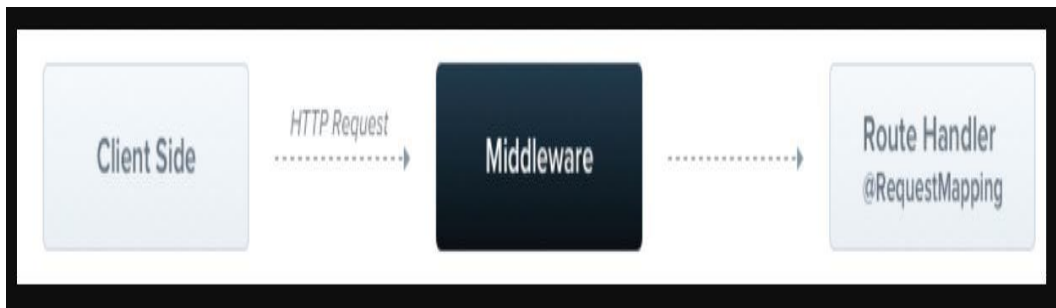 Client Side
HTTP Request
Middleware
Route Handler
@RequestMapping